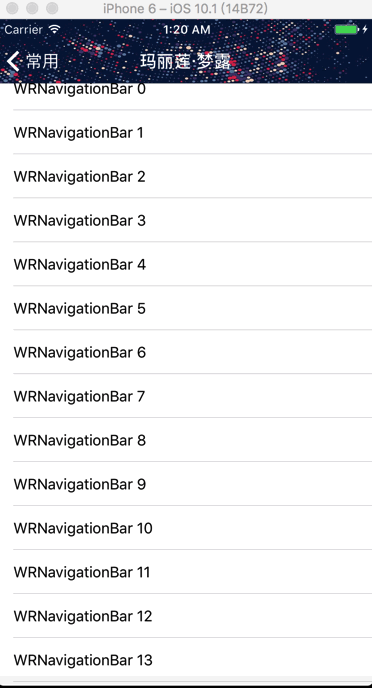 iPhone 6 – iOS 10.1 (14B72)
Carrier 1:20 AM
常用 玛丽莲·梦露
WRNavigationBar 0
WRNavigationBar 1
WRNavigationBar 2
WRNavigationBar 3
WRNavigationBar 4
WRNavigationBar 5
WRNavigationBar 6
WRNavigationBar 7
WRNavigationBar 8
WRNavigationBar 9
WRNavigationBar 10
WRNavigationBar 11
WRNavigationBar 12
WRNavigationBar 13